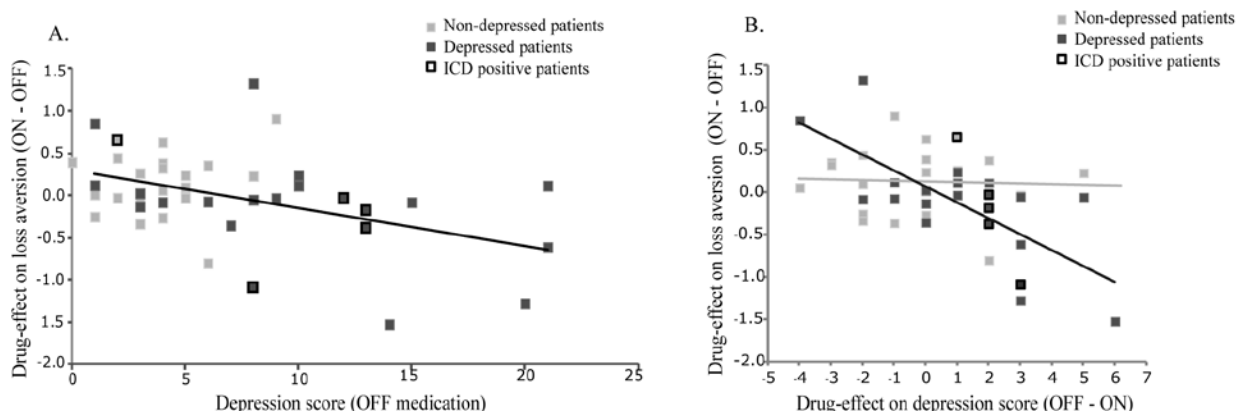 A.
Non-depressed patients
Depressed patients
ICD positive patients
Drug-effect on loss aversion (ON - OFF)
1.5
1.0
0.5
0.0
-0.5
-1.0
1.5
-2.0
0
5
10
15
20
25
Depression score (OFF medication)
B.
Non-depressed patients
Depressed patients
ICD positive patients
Drug-effect on loss aversion (ON - OFF)
1.5
1.0
0.5
0.0
-0.5
-1.0
-1.5
-2.0
-5 -4 -3 -2 -1 0 1 2 3 4 5 6 7
Drug-effect on depression score (OFF - ON)